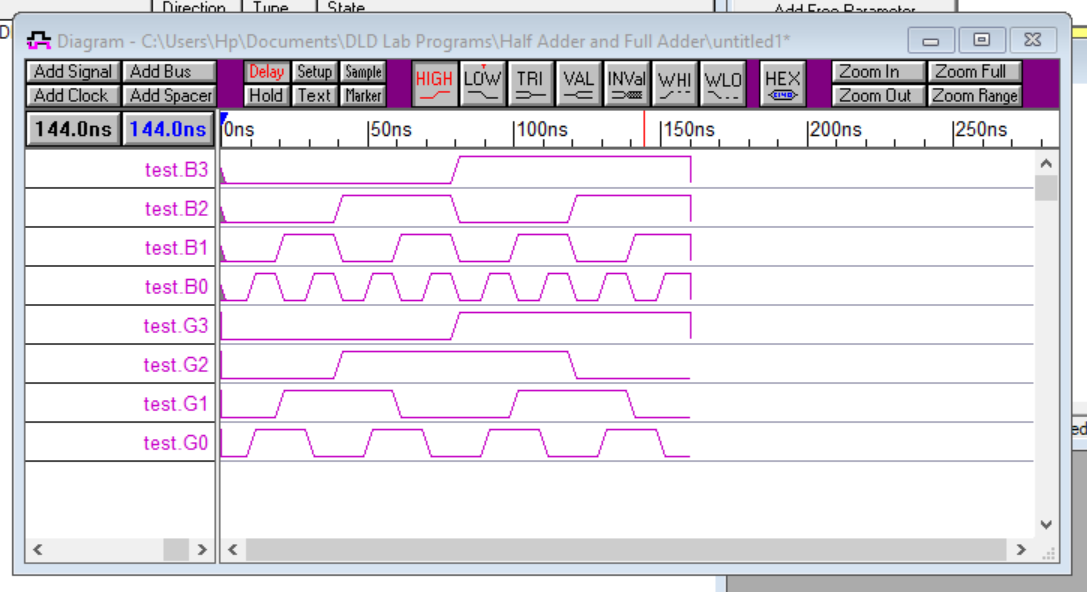 Direction Type State
Add Free Parameter
D
Diagram - C:\Users\Hp\Documents\DLD Lab Programs\Half Adder and Full Adder\untitled1*
Add Signal Add Bus Delay Setup Sample HIGH LOW TRI VAL INVal WHI WLO HEX Zoom In Zoom Full
Add Clock Add Spacer Hold Text Marker Zoom Out Zoom Range
144.0ns 144.0ns 0ns 50ns 100ns 150ns 200ns 250ns
test.B3
test.B2
test.B1
test.B0
test.G3
test.G2
test.G1
test.G0
ed